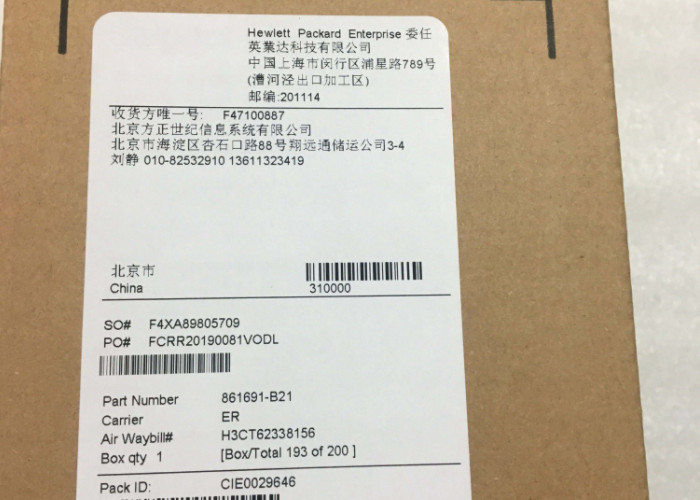 Hewlett Packard Enterprise 委任
英業达科技有限公司
中国上海市闵行区浦星路789号
(漕河泾出口加工区)
邮编:201114
收货方唯一号: F47100887
北京方正世纪信息系统有限公司
北京市海淀区杏石口路88号翔远通储运公司3-4
刘静 010-82532910 13611323419
北京市
China 310000
SO# F4XA89805709
PO# FCRR20190081VODL
Part Number 861691-B21
Carrier ER
Air Waybill# H3CT62338156
Box qty 1 [Box/Total 193 of 200 ]
Pack ID: CIE0029646